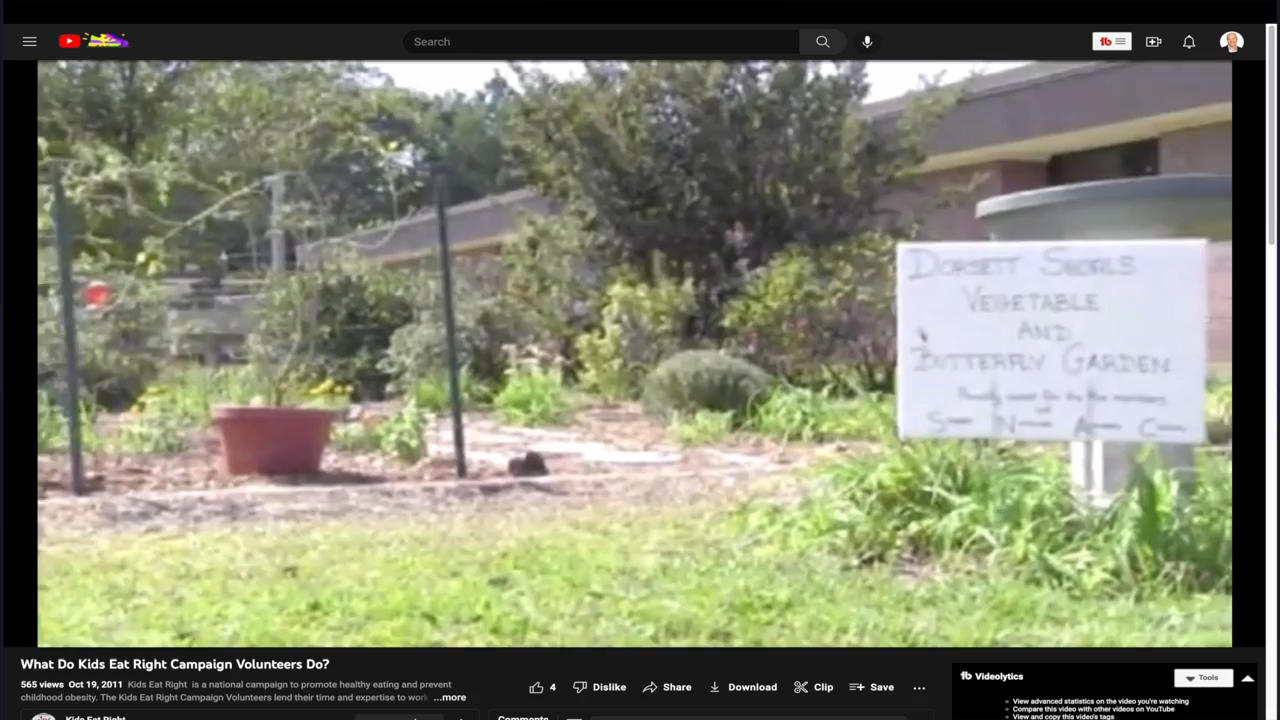 Search
tb
DORSETT SHOALS
VEGETABLE
AND
BUTTERFLY GARDEN
S N A C
What Do Kids Eat Right Campaign Volunteers Do?
565 views Oct 19, 2011 Kids Eat Right is a national campaign to promote healthy eating and prevent
childhood obesity. The Kids Eat Right Campaign Volunteers lend their time and expertise to work ...more
4 Dislike Share Download Clip Save ...
tb Videolytics
Tools
View advanced statistics on the video you're watching
Compare this video with other videos on YouTube
View and copy this video's tags
Kids Eat Right
Comments